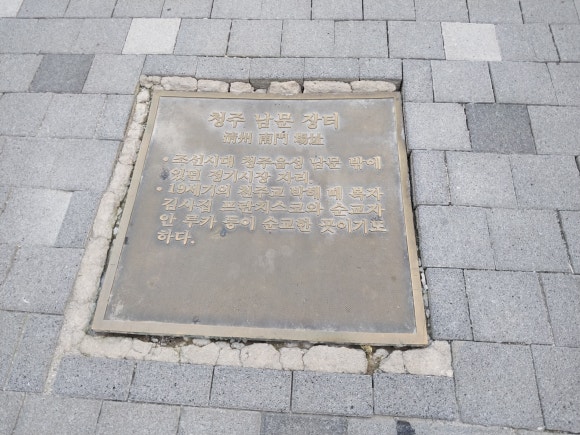 청주 남문 장터
淸州 南門 場址
• 조선시대 청주읍성 남문 밖에
열린 정기시장 자리.
• 19세기의 천주교 박해 때 복자
김사집 프란치스코와 순교자
안 루카 등이 순교한 곳이기도
하다.